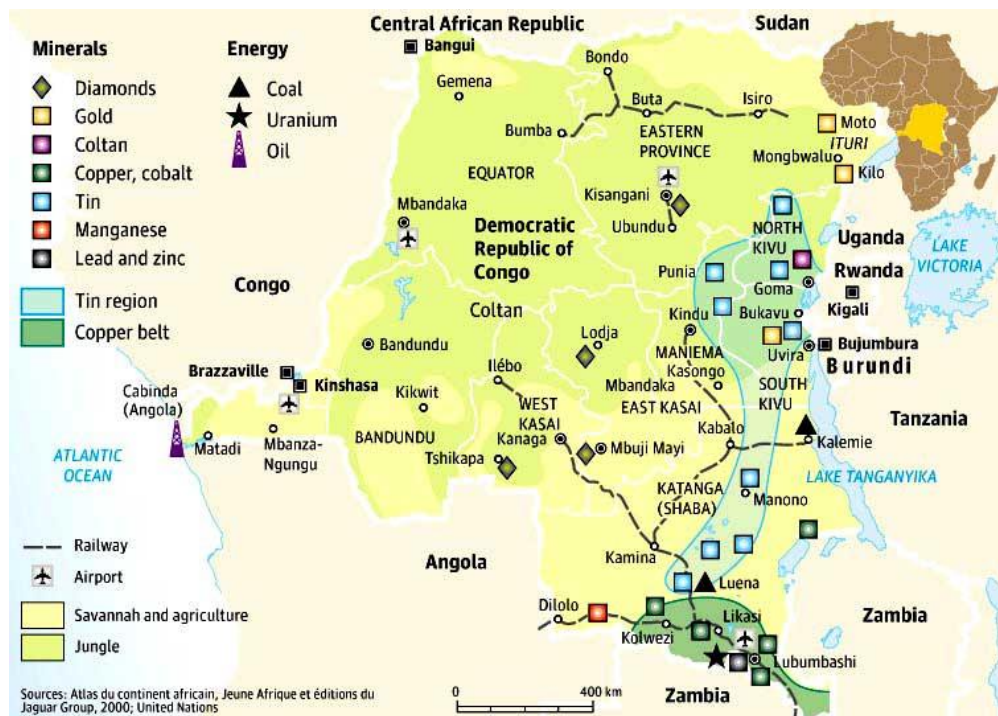 Minerals
Diamonds
Gold
Coltan
Copper, cobalt
Tin
Manganese
Lead and zinc
Tin region
Copper belt
Energy
Coal
Uranium
Oil
Central African Republic
Bangui
Sudan
Gemena
Bondo
Bumba
Buta
Isiro
Moto
ITURI
EASTERN
PROVINCE
Mongbwalu
Kilo
EQUATOR
Kisangani
Mbandaka
Ubundu
Democratic
Republic of
Congo
NORTH
KIVU
Uganda
LAKE
VICTORIA
Punia
Goma
Rwanda
Kigali
Congo
Coltan
Kindu
Bukavu
Lodja
Bandundu
MANIEMA
Kasongo
Uvira
Bujumbura
Burundi
Ilébo
Brazzaville
Kinshasa
Mbandaka
EAST KASAI
SOUTH
KIVU
Cabinda
(Angola)
Kikwit
WEST
KASAI
Kanaga
Kabalo
Tanzania
Matadi
Mbanza-
Ngungu
BANDUNDU
Tshikapa
Mbuji Mayi
Kalemie
ATLANTIC
OCEAN
LAKE TANGANYIKA
KATANGA
(SHABA)
Manono
Railway
Airport
Angola
Kamina
Luena
Savannah and agriculture
Jungle
Dilolo
Kolwezi
Likasi
Zambia
Lubumbashi
Zambia
Sources: Atlas du continent africain, Jeune Afrique et éditions du
Jaguar Group, 2000; United Nations
0 400 km